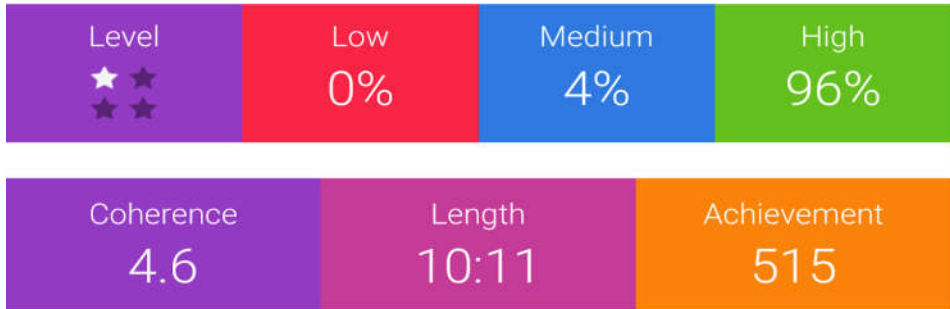 Level Low Medium High
0% 4% 96%
Coherence Length Achievement
4.6 10:11 515